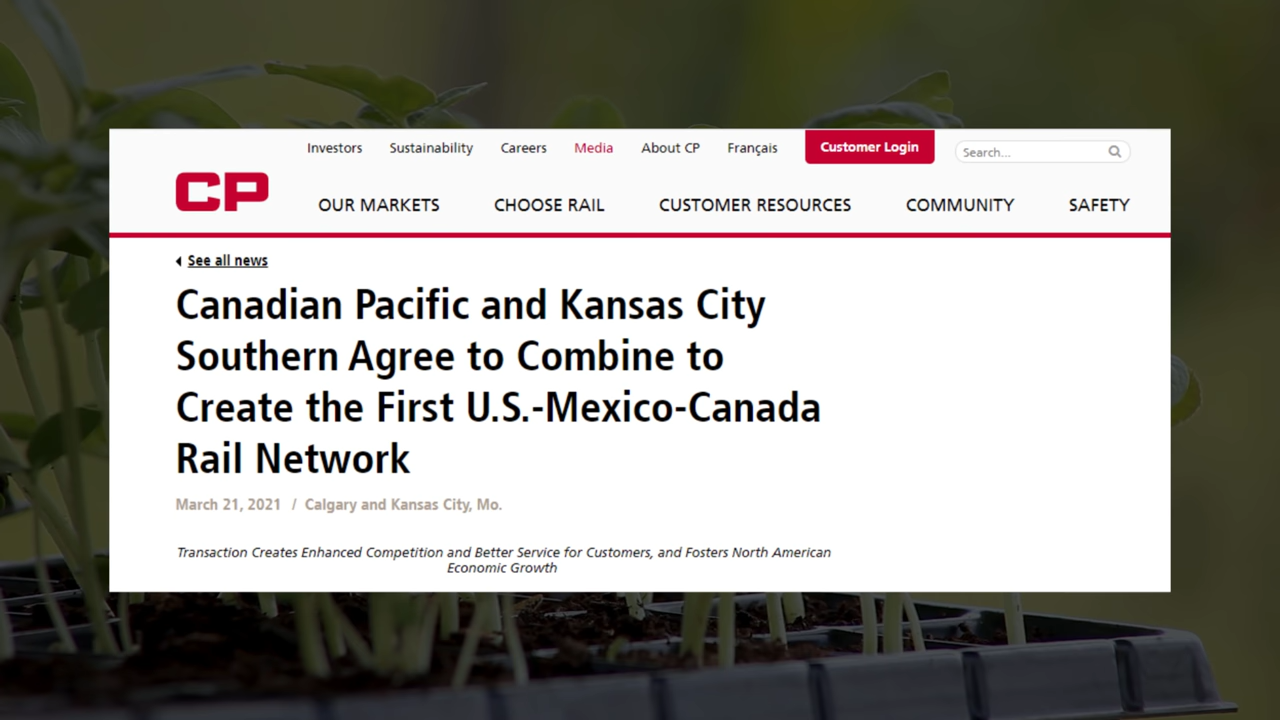 Investors Sustainability Careers Media About CP Français Customer Login Search...
CP
OUR MARKETS CHOOSE RAIL CUSTOMER RESOURCES COMMUNITY SAFETY
See all news
Canadian Pacific and Kansas City
Southern Agree to Combine to
Create the First U.S.-Mexico-Canada
Rail Network
March 21, 2021 / Calgary and Kansas City, Mo.
Transaction Creates Enhanced Competition and Better Service for Customers, and Fosters North American
Economic Growth